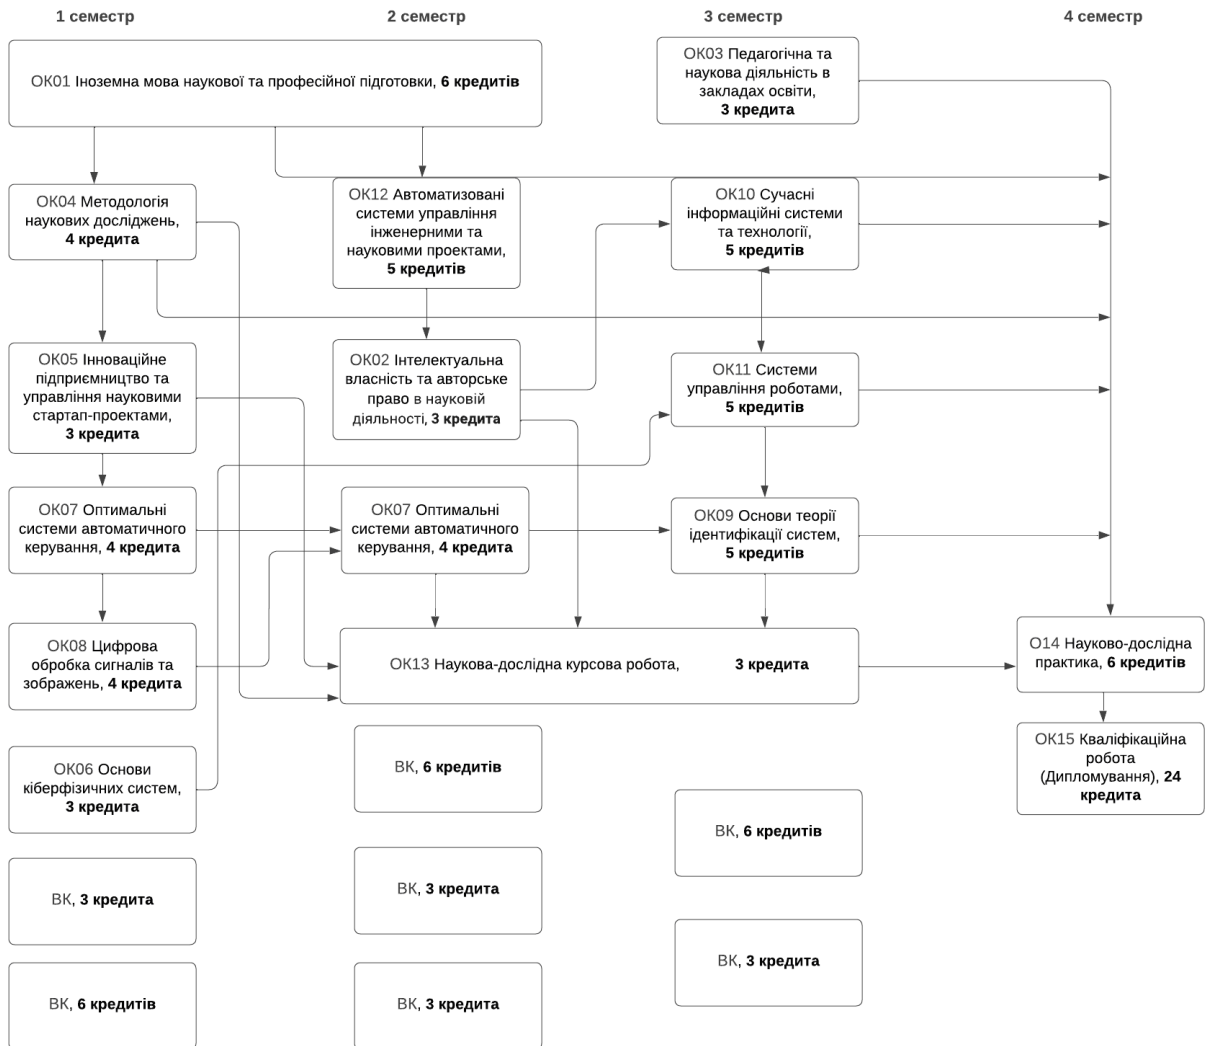 1 семестр
2 семестр
3 семестр
4 семестр
ОК01 Іноземна мова наукової та професійної підготовки, 6 кредитів
ОК03 Педагогічна та
наукова діяльність в
закладах освіти,
3 кредита
ОК04 Методологія
наукових досліджень,
4 кредита
ОК12 Автоматизовані
системи управління
інженерними та
науковими проектами,
5 кредитів
ОК10 Сучасні
інформаційні системи
та технології,
5 кредитів
ОК05 Інноваційне
підприємництво та
управління науковими
стартап-проектами,
3 кредита
ОК02 Інтелектуальна
власність та авторське
право в науковій
діяльності, 3 кредита
ОК11 Системи
управління роботами,
5 кредитів
ОК07 Оптимальні
системи автоматичного
керування, 4 кредита
ОК07 Оптимальні
системи автоматичного
керування, 4 кредита
ОК09 Основи теорії
ідентифікації систем,
5 кредитів
ОК08 Цифрова
обробка сигналів та
зображень, 4 кредита
ОК13 Наукова-дослідна курсова робота, 3 кредита
О14 Науково-дослідна
практика, 6 кредитів
ОК06 Основи
кіберфізичних систем,
3 кредита
ВК, 6 кредитів
ОК15 Кваліфікаційна
робота
(Дипломування), 24
кредита
ВК, 6 кредитів
ВК, 3 кредита
ВК, 3 кредита
ВК, 3 кредита
ВК, 6 кредитів
ВК, 3 кредита